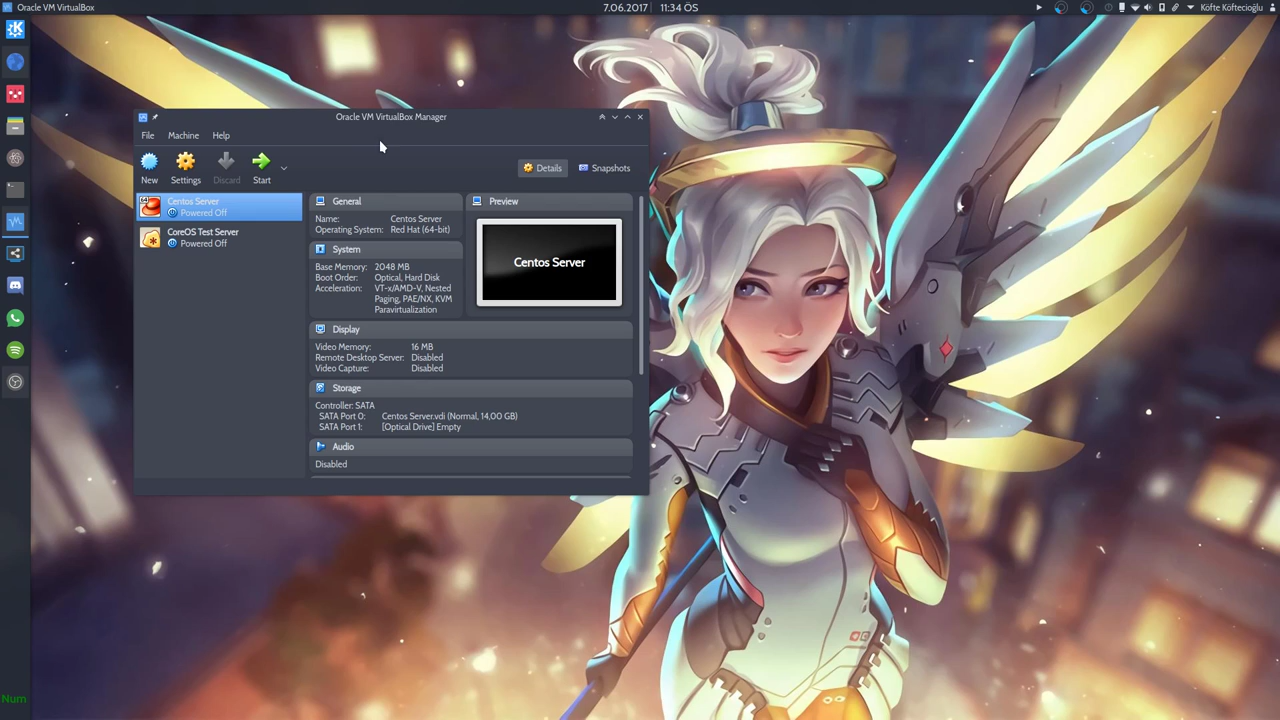 Oracle VM VirtualBox
7.06.2017
11:34 ÖS
Köfte Köftecioğlu
Oracle VM VirtualBox Manager
File
Machine
Help
New
Settings
Discard
Start
Details
Snapshots
64
Centos Server
Powered Off
CoreOS Test Server
Powered Off
General
Name: Centos Server
Operating System: Red Hat (64-bit)
System
Base Memory: 2048 MB
Boot Order: Optical, Hard Disk
Acceleration: VT-x/AMD-V, Nested
Paging, PAE/NX, KVM
Paravirtualization
Preview
Centos Server
Display
Video Memory: 16 MB
Remote Desktop Server: Disabled
Video Capture: Disabled
Storage
Controller: SATA
SATA Port 0: Centos Server.vdi (Normal, 14,00 GB)
SATA Port 1: [Optical Drive] Empty
Audio
Disabled
Num